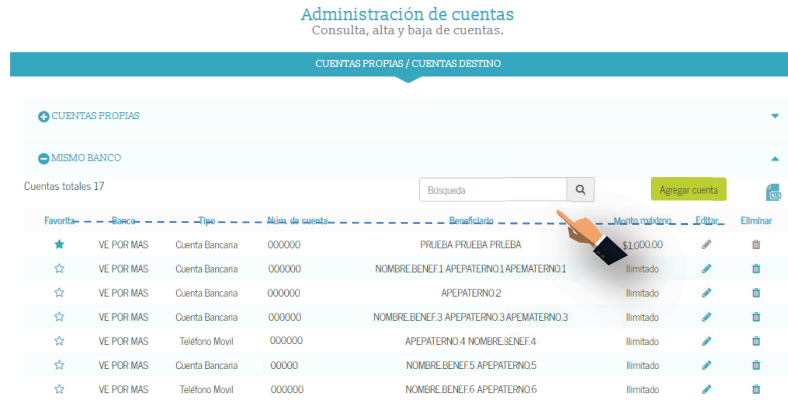 Administración de cuentas
Consulta, alta y baja de cuentas.
CUENTAS PROPIAS / CUENTAS DESTINO
CUENTAS PROPIAS
MISMO BANCO
Cuentas totales 17 Búsqueda Agregar cuenta
Favorita Banco Tipo Núm. de cuenta Beneficiario Monto máximo Editar Eliminar
VE POR MAS Cuenta Bancaria 000000 PRUEBA PRUEBA PRUEBA $1,000.00
VE POR MAS Cuenta Bancaria 000000 NOMBRE.BENEF.1 APEPATERNO.1 APEMATERNO.1 Ilimitado
VE POR MAS Cuenta Bancaria 000000 APEPATERNO.2 Ilimitado
VE POR MAS Cuenta Bancaria 000000 NOMBRE.BENEF.3 APEPATERNO.3 APEMATERNO.3 Ilimitado
VE POR MAS Teléfono Movil 000000 APEPATERNO.4 NOMBRE.BENEF.4 Ilimitado
VE POR MAS Cuenta Bancaria 00000 NOMBRE.BENEF.5 APEPATERNO.5 Ilimitado
VE POR MAS Teléfono Movil 000000 NOMBRE.BENEF.6 APEPATERNO.6 Ilimitado